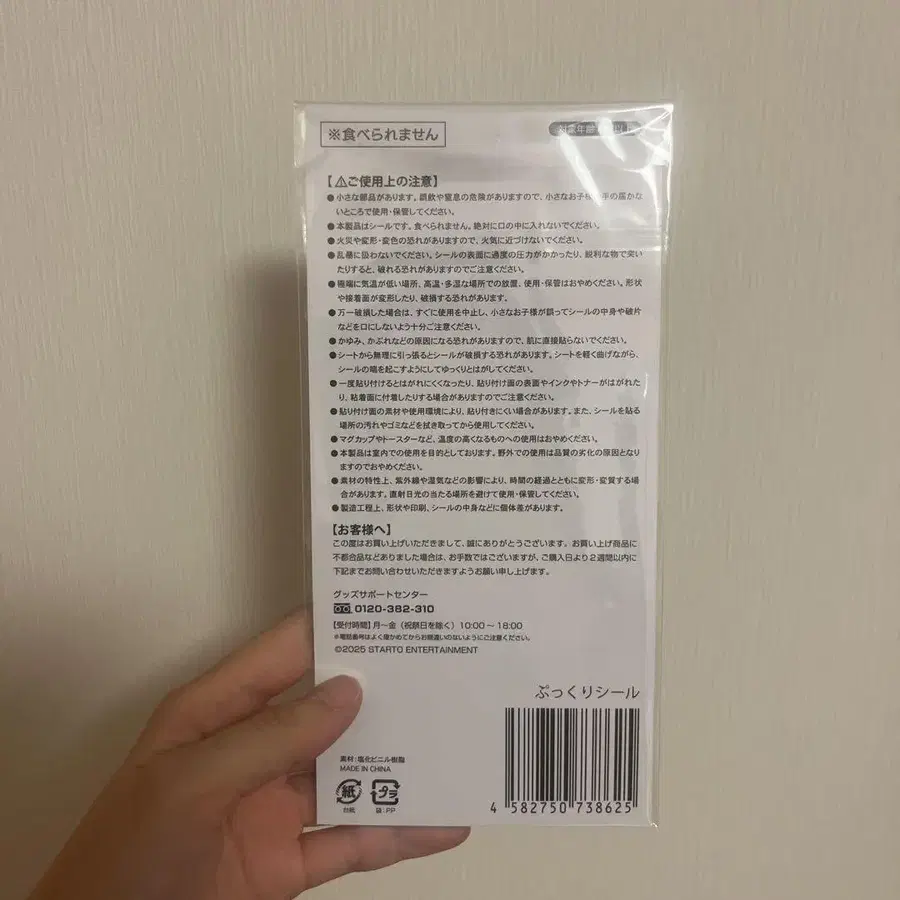 ※食べられません
対象年齢
【⚠ご使用上の注意】
●小さな部品があります。誤飲や窒息の危険がありますので、小さなお子様の手の届かな
いところで使用・保管してください。
●本製品はシールです。食べられません。絶対に口の中に入れないでください。
●火災や変形・変色の恐れがありますので、火気に近づけないでください。
●乱暴に扱わないでください。シールの表面に過度の圧力がかかったり、鋭利な物で突い
たりすると、破れる恐れがありますのでご注意ください。
●極端に気温が低い場所、高温・多湿な場所での放置、使用・保管はおやめください。形状
や接着面が変形したり、破損する恐れがあります。
●万一破損した場合は、すぐに使用を中止し、小さなお子様が誤ってシールの中身や破片
などを口にしないよう十分ご注意ください。
●かゆみ、かぶれなどの原因になる恐れがありますので、肌に直接貼らないでください。
●シートから無理に引っ張るとシールが破損する恐れがあります。シートを軽く曲げながら、
シールの端を起こすようにしてゆっくりとはがしてください。
●一度貼り付けるとはがれにくくなったり、貼り付け面の表面やインクやトナーがはがれた
り、粘着面に付着したりする場合がありますのでご注意ください。
●貼り付け面の素材や使用環境により、貼り付きにくい場合があります。また、シールを貼る
場所の汚れやゴミなどを拭き取ってから使用してください。
●マグカップやトースターなど、温度の高くなるものへの使用はおやめください。
●本製品は室内での使用を目的としております。野外での使用は品質の劣化の原因となり
ますのでおやめください。
●素材の特性上、紫外線や湿気などの影響により、時間の経過とともに変形・変質する場
合があります。直射日光の当たる場所を避けて使用・保管してください。
●製造工程上、形状や印刷、シールの中身などに個体差があります。
【お客様へ】
この度はお買い上げいただきまして、誠にありがとうございます。お買い上げ商品に
不都合品などありました場合は、お手数ではございますが、ご購入日より2週間以内に
下記までお問い合わせいただきますようお願い申し上げます。
グッズサポートセンター
0120-382-310
【受付時間】月〜金（祝祭日を除く）10:00〜18:00
※電話番号はよく確かめてからお間違いのないようにご注意ください。
©2025 STARTO ENTERTAINMENT
ぷっくりシール
素材：塩化ビニル樹脂
MADE IN CHINA
紙
台紙
プラ
袋：PP
4 582750 738625